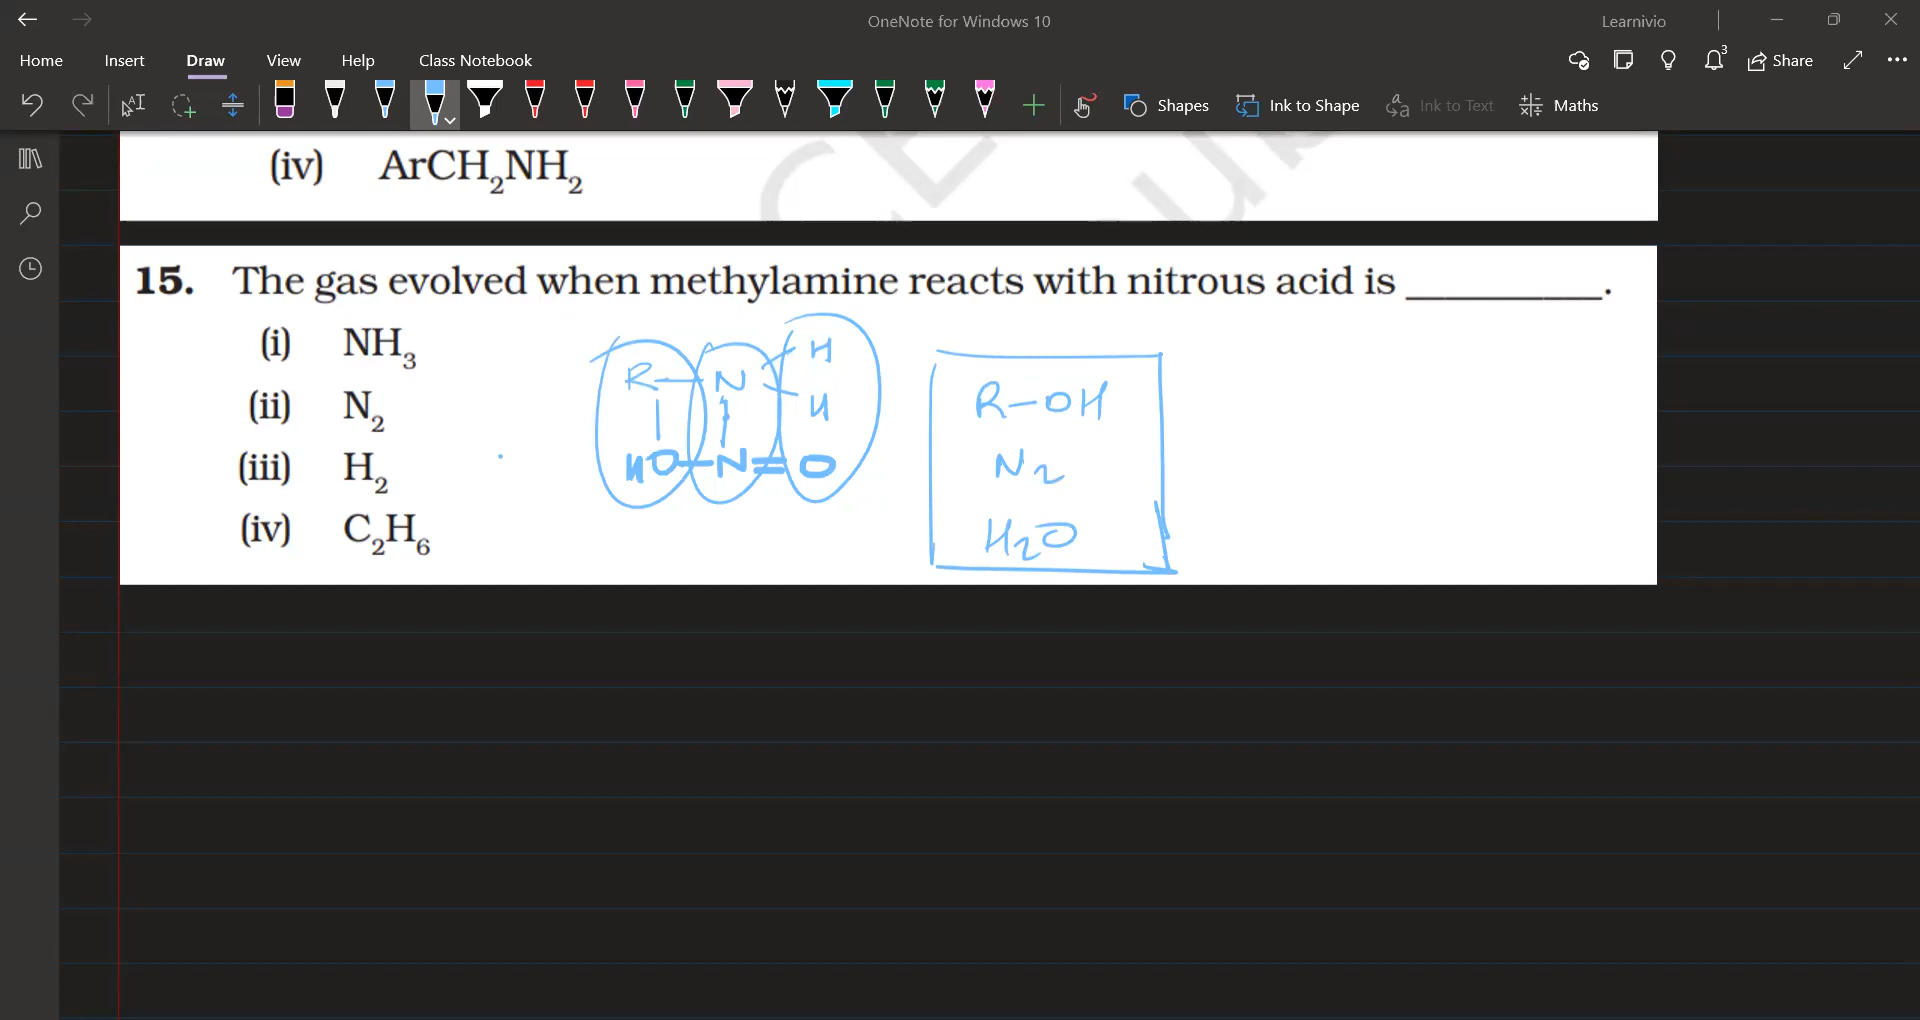 OneNote for Windows 10
Learnivio
Home Insert Draw View Help Class Notebook
3
Share
Shapes Ink to Shape Ink to Text Maths
(iv) ArCH₂NH₂
15. The gas evolved when methylamine reacts with nitrous acid is __________.
(i) NH₃
(ii) N₂
(iii) H₂
(iv) C₂H₆
R—N H
H
HO—N=O
R—OH
N₂
H₂O